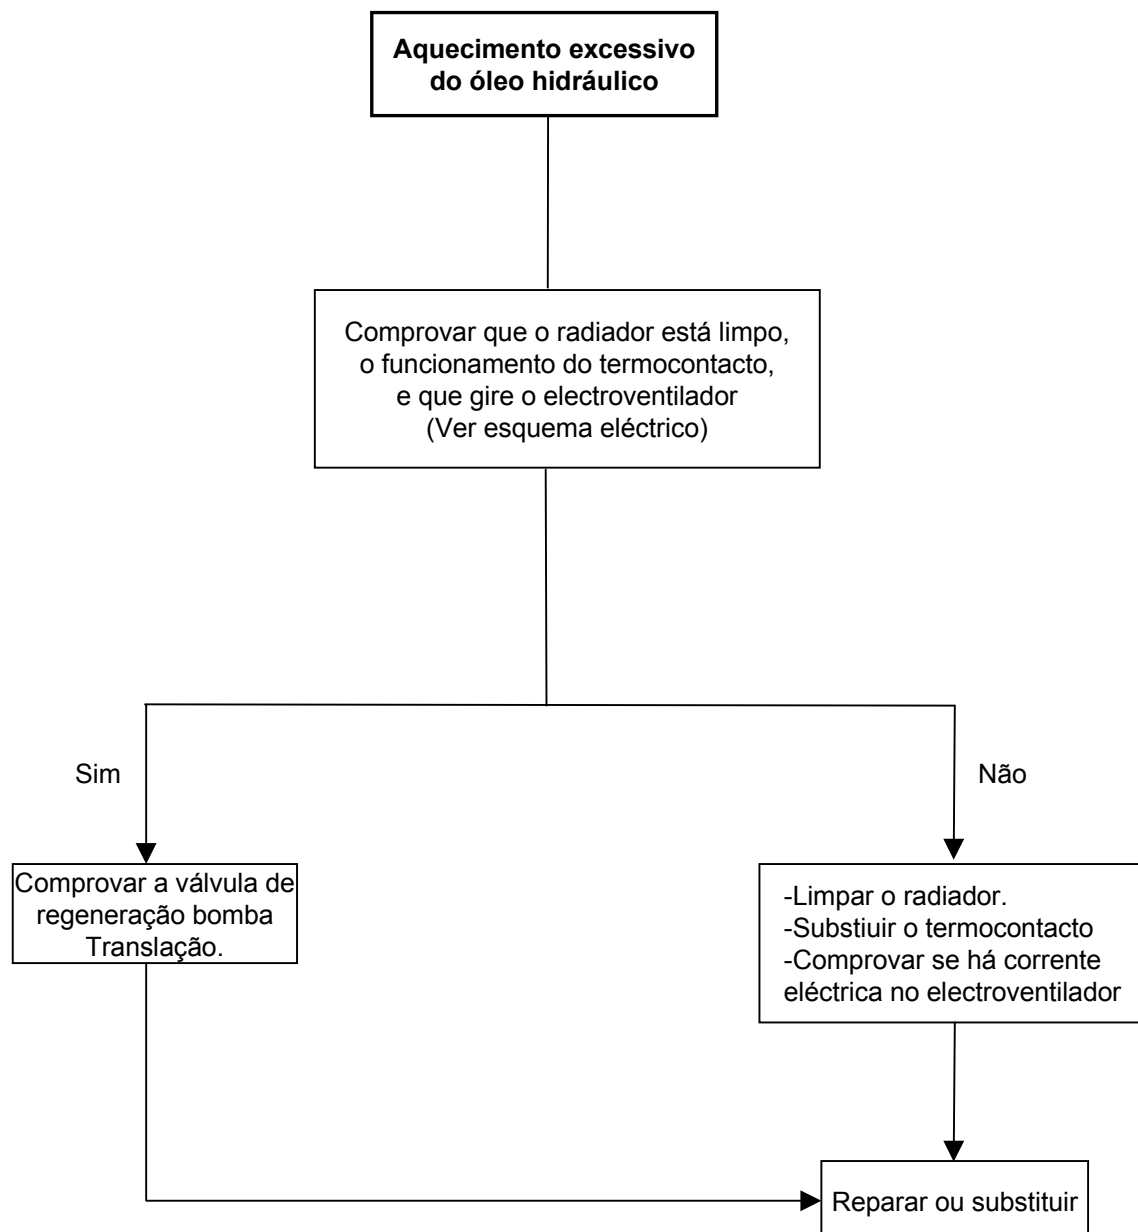 Aquecimento excessivo
do óleo hidráulico
Comprovar que o radiador está limpo,
o funcionamento do termocontacto,
e que gire o electroventilador
(Ver esquema eléctrico)
Sim
Não
Comprovar a válvula de
regeneração bomba
Translação.
-Limpar o radiador.
-Substiuir o termocontacto
-Comprovar se há corrente
eléctrica no electroventilador
Reparar ou substituir